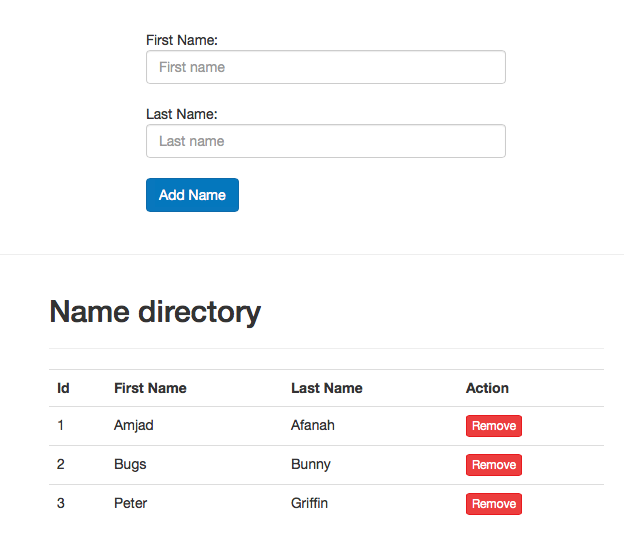 First Name:
First name
Last Name:
Last name
Add Name
Name directory
Id First Name Last Name Action
1 Amjad Afanah Remove
2 Bugs Bunny Remove
3 Peter Griffin Remove